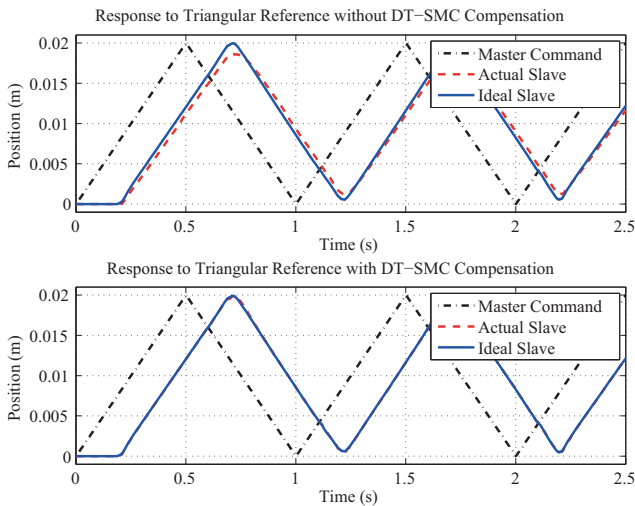 Response to Triangular Reference without DT−SMC Compensation
0.02
0.015
0.01
0.005
0
Position (m)
Master Command
Actual Slave
Ideal Slave
0 0.5 1 1.5 2 2.5
Time (s)
Response to Triangular Reference with DT−SMC Compensation
0.02
0.015
0.01
0.005
0
Position (m)
Master Command
Actual Slave
Ideal Slave
0 0.5 1 1.5 2 2.5
Time (s)